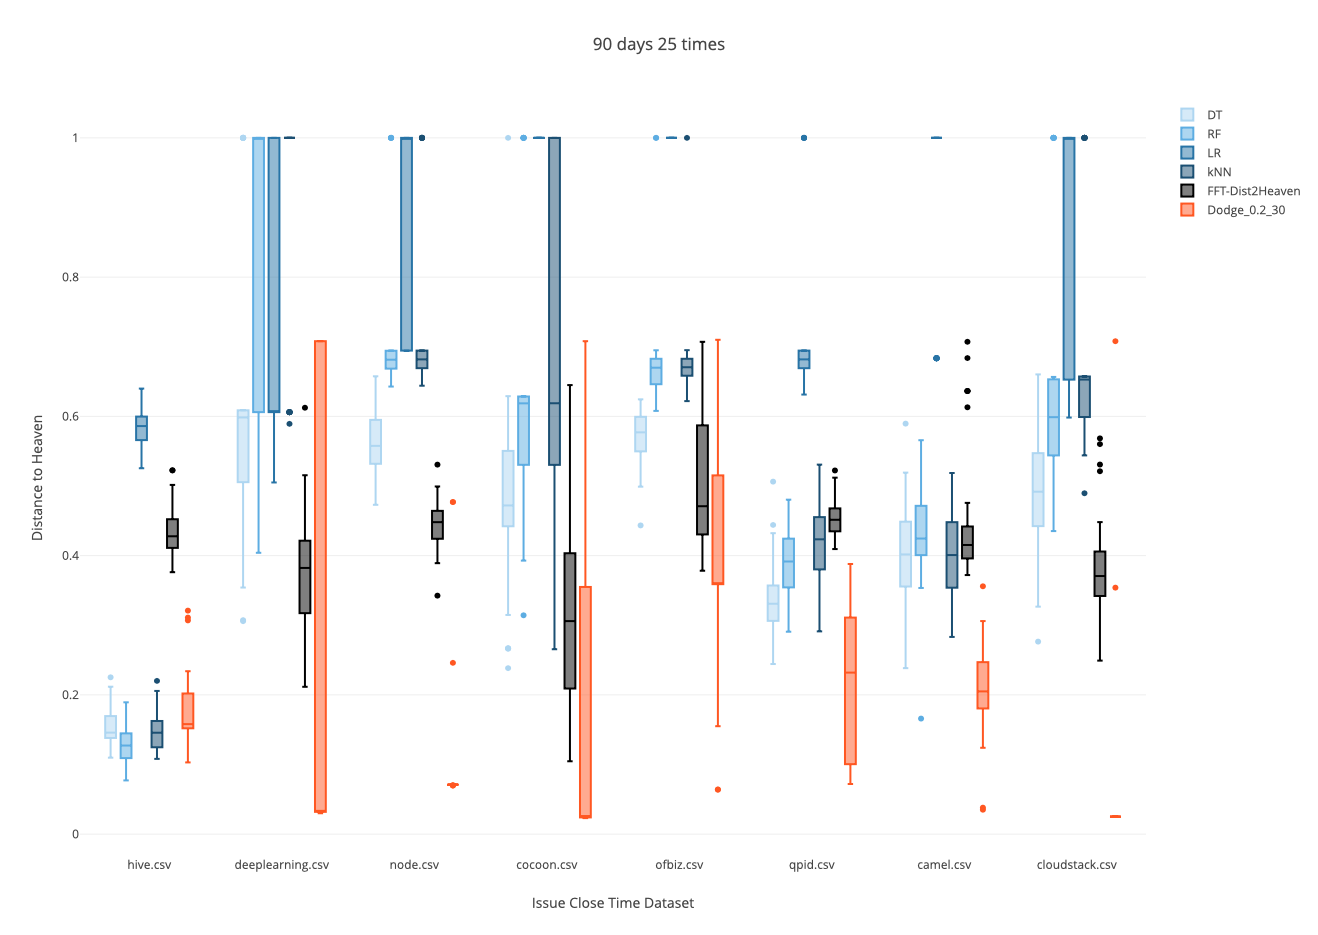 90 days 25 times
DT
RF
LR
kNN
FFT-Dist2Heaven
Dodge_0.2_30
1
0.8
0.6
0.4
0.2
0
Distance to Heaven
hive.csv deeplearning.csv node.csv cocoon.csv ofbiz.csv qpid.csv camel.csv cloudstack.csv
Issue Close Time Dataset